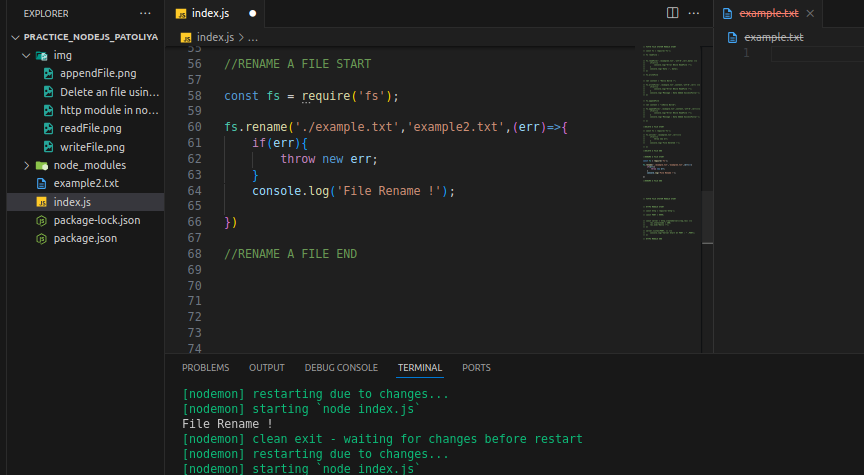 EXPLORER ...
PRACTICE_NODEJS_PATOLIYA
img
appendFile.png
Delete an file usin...
http module in no...
readFile.png
writeFile.png
node_modules
example2.txt
JS index.js
package-lock.json
JS package.json
JS index.js
JS index.js > ...
55
56 //RENAME A FILE START
57
58 const fs = require('fs');
59
60 fs.rename('./example.txt','example2.txt',(err)=>{
61 if(err){
62 throw new err;
63 }
64 console.log('File Rename !');
65
66 })
67
68 //RENAME A FILE END
69
70
71
72
73
74
example.txt
example.txt
1
PROBLEMS OUTPUT DEBUG CONSOLE TERMINAL PORTS
[nodemon] restarting due to changes...
[nodemon] starting `node index.js`
File Rename !
[nodemon] clean exit - waiting for changes before restart
[nodemon] restarting due to changes...
[nodemon] starting `node index.js`